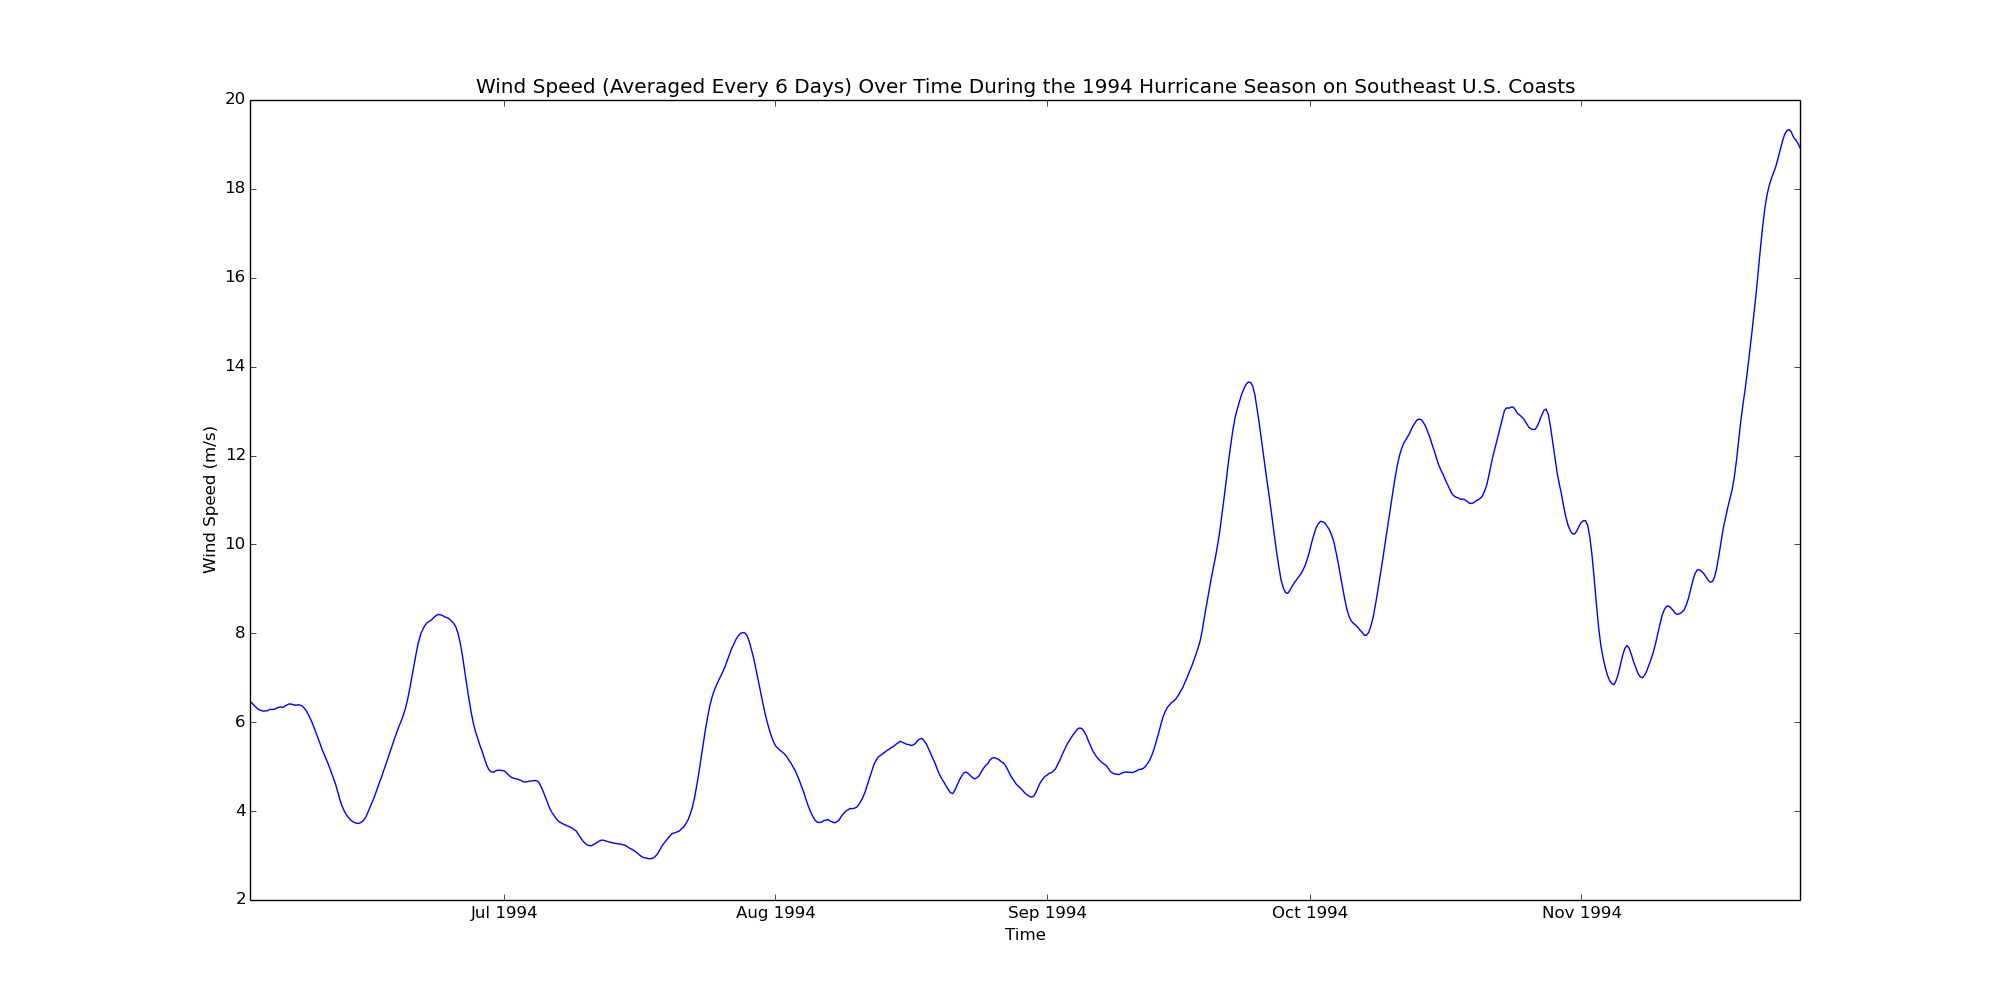 Wind Speed (Averaged Every 6 Days) Over Time During the 1994 Hurricane Season on Southeast U.S. Coasts
20
18
16
14
12
10
8
6
4
2
Wind Speed (m/s)
Jul 1994 Aug 1994 Sep 1994 Oct 1994 Nov 1994
Time